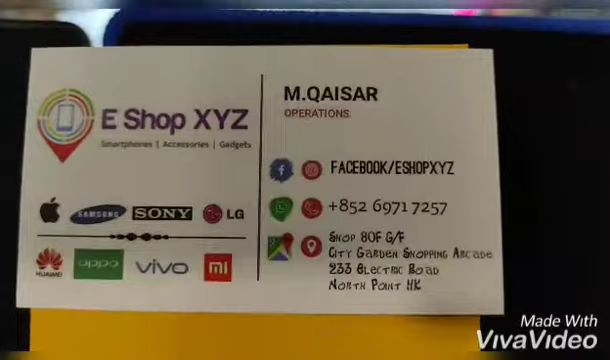 E Shop XYZ
Smartphones | Accessories | Gadgets
SAMSUNG
SONY
LG
HUAWEI
oppo
vivo
mi
M.QAISAR
OPERATIONS
FACEBOOK/ESHOPXYZ
+852 6971 7257
Shop 80F G/F
City Garden Shopping Arcade
233 Electric Road
North Point HK
Made With
VivaVideo